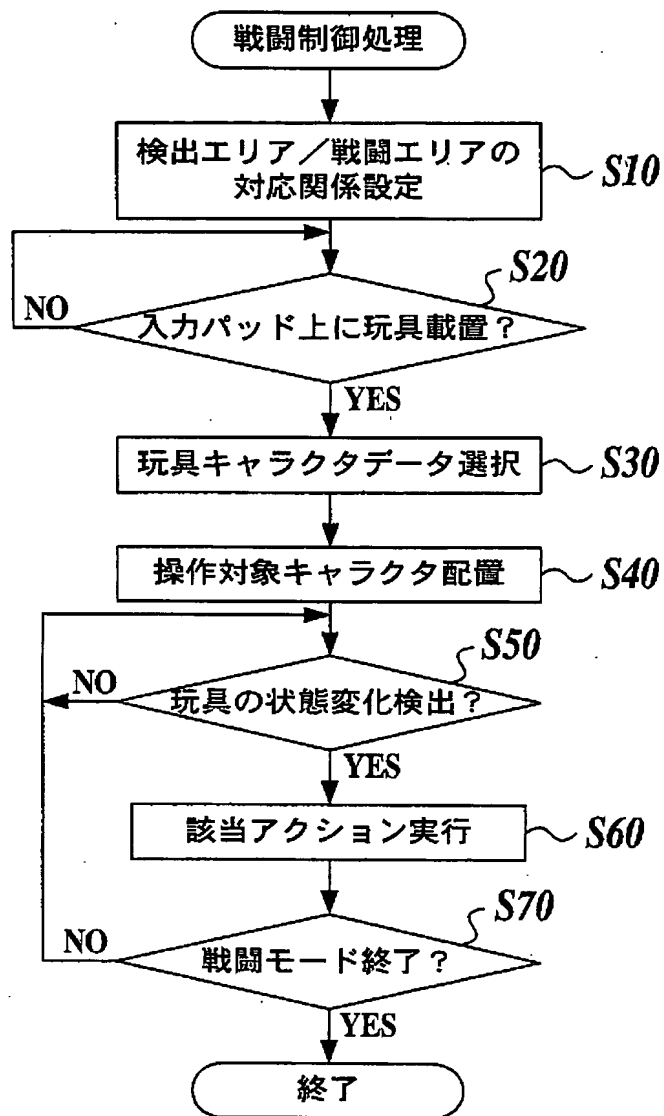 戦闘制御処理
検出エリア／戦闘エリアの
対応関係設定
S10
S20
NO
入力パッド上に玩具載置？
YES
玩具キャラクタデータ選択
S30
操作対象キャラクタ配置
S40
S50
NO
玩具の状態変化検出？
YES
該当アクション実行
S60
S70
NO
戦闘モード終了？
YES
終了